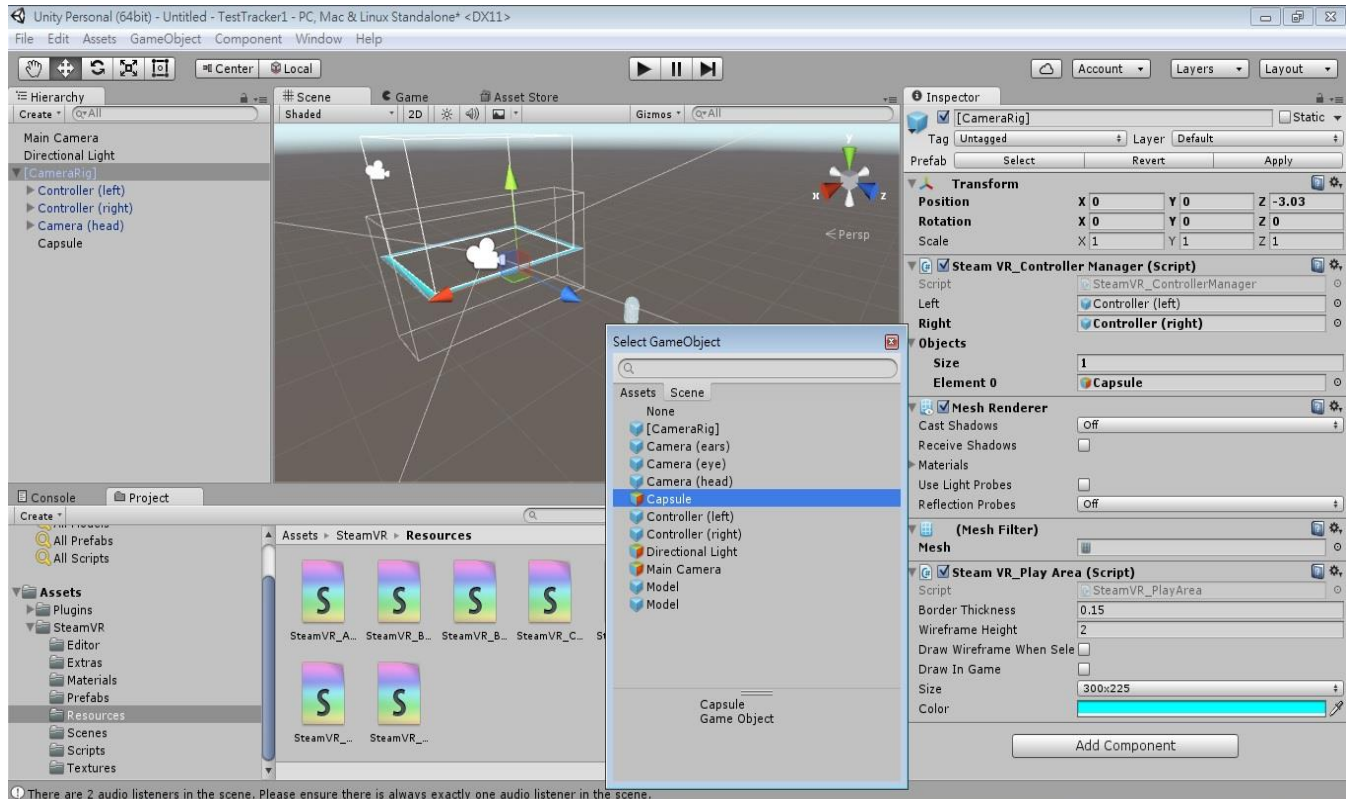 Unity Personal (64bit) - Untitled - TestTracker1 - PC, Mac & Linux Standalone* <DX11>
File Edit Assets GameObject Component Window Help
Center Local
Account Layers Layout
Hierarchy
Create All
Main Camera
Directional Light
[CameraRig]
Controller (left)
Controller (right)
Camera (head)
Capsule
Scene Game Asset Store
Shaded 2D Gizmos All
y
x
z
Persp
Inspector
[CameraRig] Static
Tag Untagged Layer Default
Prefab Select Revert Apply
Transform
Position X 0 Y 0 Z -3.03
Rotation X 0 Y 0 Z 0
Scale X 1 Y 1 Z 1
Steam VR_Controller Manager (Script)
Script SteamVR_ControllerManager
Left Controller (left)
Right Controller (right)
Objects
Size 1
Element 0 Capsule
Mesh Renderer
Cast Shadows Off
Receive Shadows
Materials
Use Light Probes
Reflection Probes Off
(Mesh Filter)
Mesh
Steam VR_Play Area (Script)
Script SteamVR_PlayArea
Border Thickness 0.15
Wireframe Height 2
Draw Wireframe When Sele
Draw In Game
Size 300x225
Color
Add Component
Select GameObject
Assets Scene
None
[CameraRig]
Camera (ears)
Camera (eye)
Camera (head)
Capsule
Controller (left)
Controller (right)
Directional Light
Main Camera
Model
Model
Capsule
Game Object
Console Project
Create
All Prefabs
All Scripts
Assets
Plugins
SteamVR
Editor
Extras
Materials
Prefabs
Resources
Scenes
Scripts
Textures
Assets ▸ SteamVR ▸ Resources
S S S S
SteamVR_A... SteamVR_B... SteamVR_B... SteamVR_C...
S S
SteamVR_... SteamVR_...
There are 2 audio listeners in the scene. Please ensure there is always exactly one audio listener in the scene.